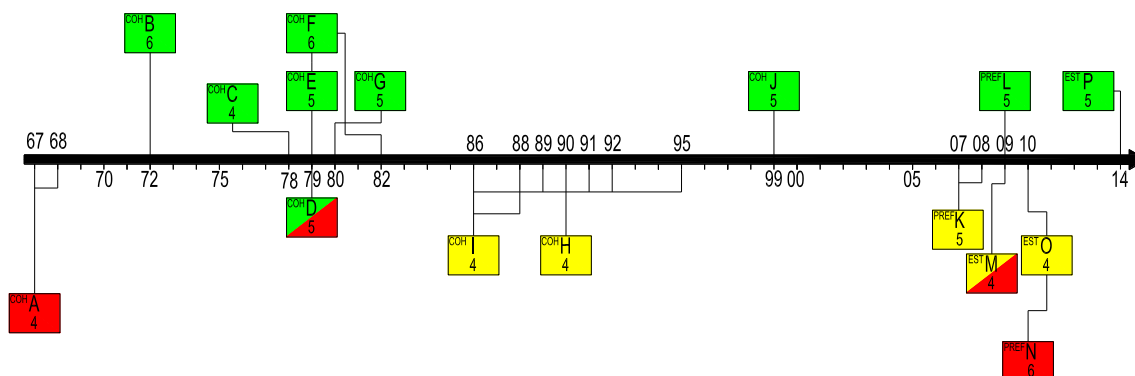 COH B
6
COH F
6
COH C
4
COH E
5
COH G
5
COH J
5
PREF L
5
EST P
5
67 68
86 88 89 90 91 92 95 07 08 09 10
70 72 75 78 79 80 82 99 00 05 14
COH D
5
PREF K
5
COH I
4
COH H
4
EST M
4
EST O
4
COH A
4
PREF N
6